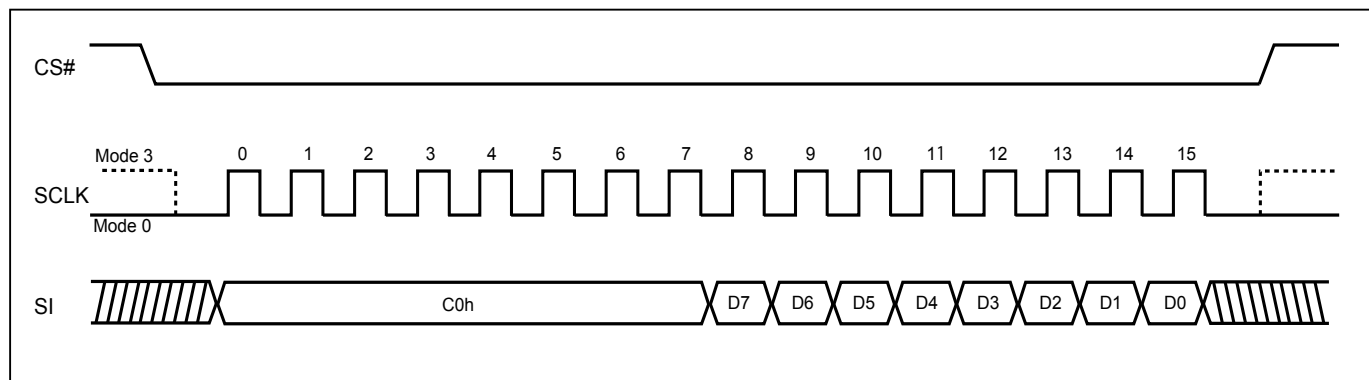 CS#
Mode 3
0 1 2 3 4 5 6 7 8 9 10 11 12 13 14 15
SCLK
Mode 0
SI
C0h
D7 D6 D5 D4 D3 D2 D1 D0